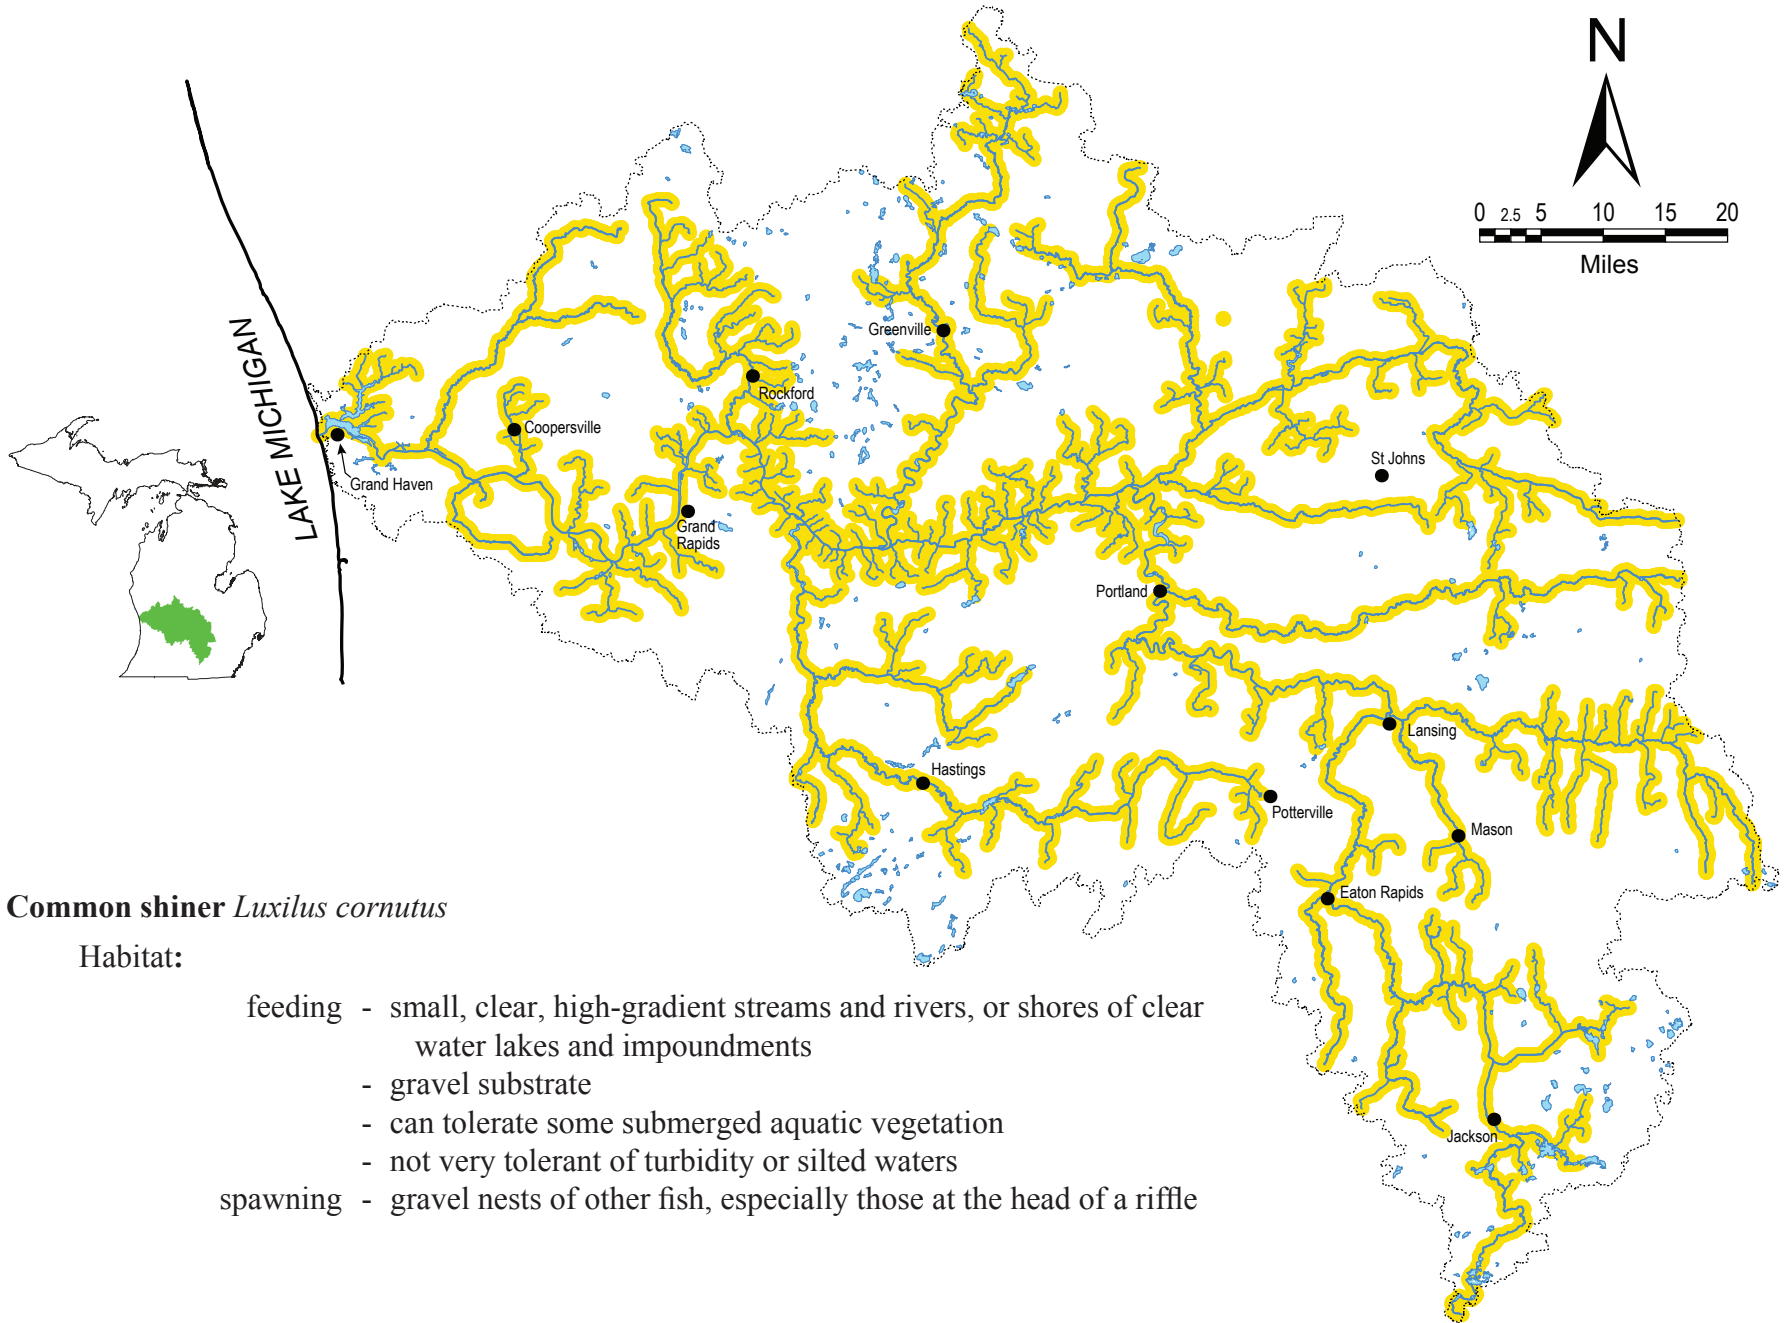 N
0 2.5 5 10 15 20
Miles
LAKE MICHIGAN
Greenville
Rockford
Coopersville
Grand Haven
St Johns
Grand
Rapids
Portland
Lansing
Hastings
Potterville
Mason
Eaton Rapids
Jackson
Common shiner Luxilus cornutus
Habitat:
feeding - small, clear, high-gradient streams and rivers, or shores of clear
water lakes and impoundments
- gravel substrate
- can tolerate some submerged aquatic vegetation
- not very tolerant of turbidity or silted waters
spawning - gravel nests of other fish, especially those at the head of a riffle